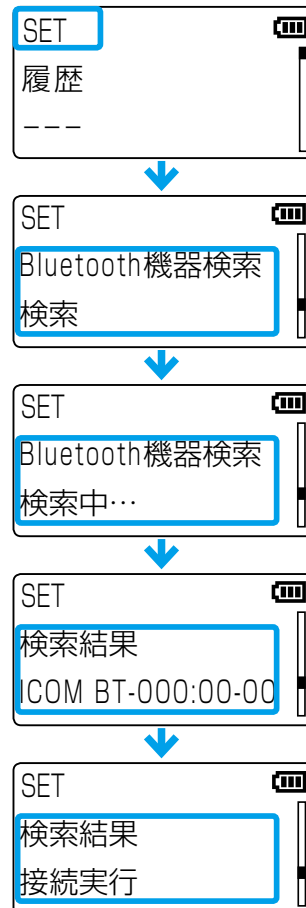 SET
履歴
---
SET
Bluetooth機器検索
検索
SET
Bluetooth機器検索
検索中…
SET
検索結果
ICOM BT-000:00-00
SET
検索結果
接続実行